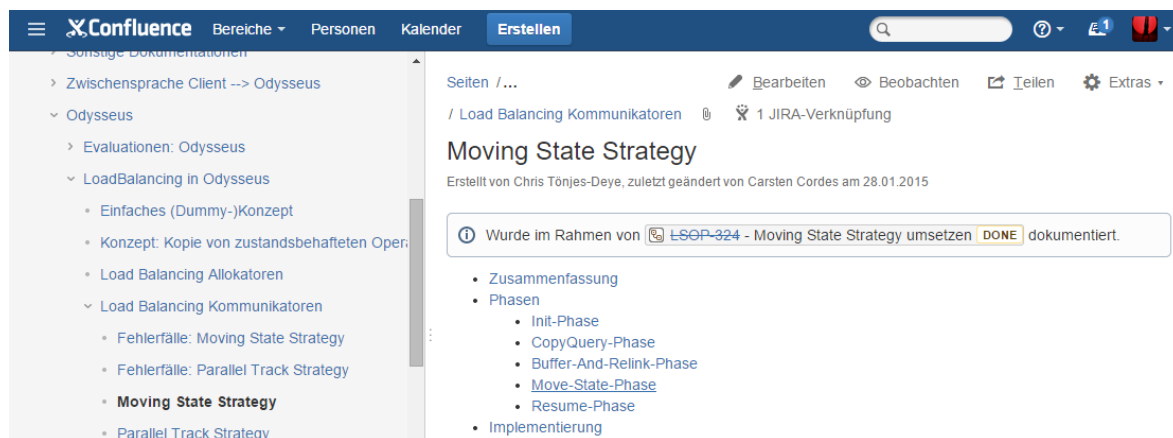 Confluence Bereiche Personen Kalender Erstellen 1
Sonstige Dokumentationen
Zwischensprache Client --> Odysseus
Odysseus
Evaluationen: Odysseus
LoadBalancing in Odysseus
Einfaches (Dummy-)Konzept
Konzept: Kopie von zustandsbehafteten Oper
Load Balancing Allokatoren
Load Balancing Kommunikatoren
Fehlerfälle: Moving State Strategy
Fehlerfälle: Parallel Track Strategy
Moving State Strategy
Parallel Track Strategy
Seiten /... Bearbeiten Beobachten Teilen Extras
/ Load Balancing Kommunikatoren 1 JIRA-Verknüpfung
Moving State Strategy
Erstellt von Chris Tönjes-Deye, zuletzt geändert von Carsten Cordes am 28.01.2015
Wurde im Rahmen von LSOP-324 - Moving State Strategy umsetzen DONE dokumentiert.
Zusammenfassung
Phasen
Init-Phase
CopyQuery-Phase
Buffer-And-Relink-Phase
Move-State-Phase
Resume-Phase
Implementierung